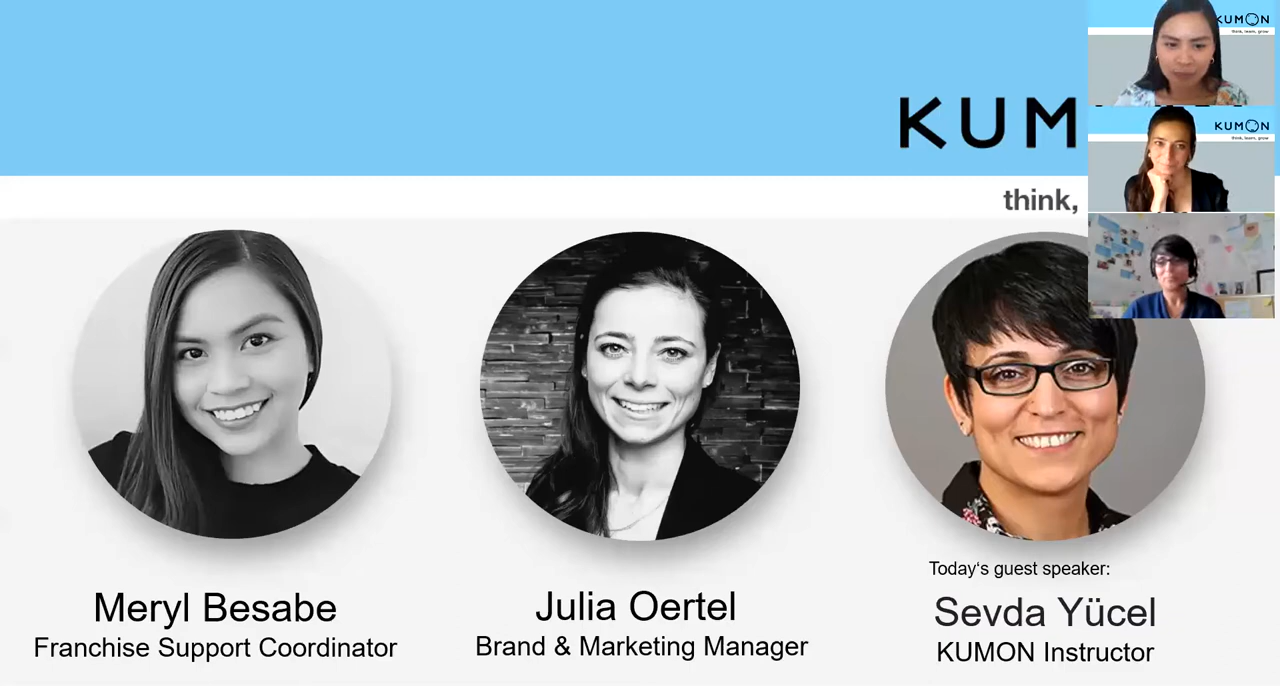 KUM
think,
KUMON
think, learn, grow
KUMON
think, learn, grow
Today‘s guest speaker:
Meryl Besabe
Franchise Support Coordinator
Julia Oertel
Brand & Marketing Manager
Sevda Yücel
KUMON Instructor